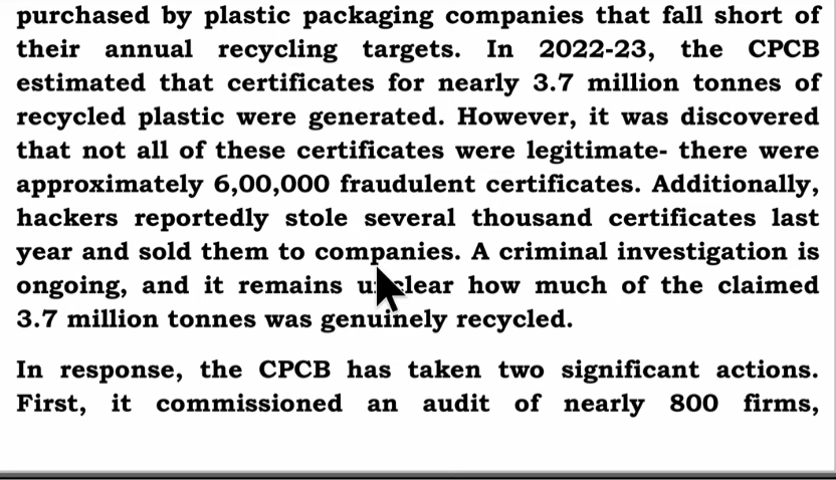 purchased by plastic packaging companies that fall short of
their annual recycling targets. In 2022-23, the CPCB
estimated that certificates for nearly 3.7 million tonnes of
recycled plastic were generated. However, it was discovered
that not all of these certificates were legitimate- there were
approximately 6,00,000 fraudulent certificates. Additionally,
hackers reportedly stole several thousand certificates last
year and sold them to companies. A criminal investigation is
ongoing, and it remains unclear how much of the claimed
3.7 million tonnes was genuinely recycled.
In response, the CPCB has taken two significant actions.
First, it commissioned an audit of nearly 800 firms,